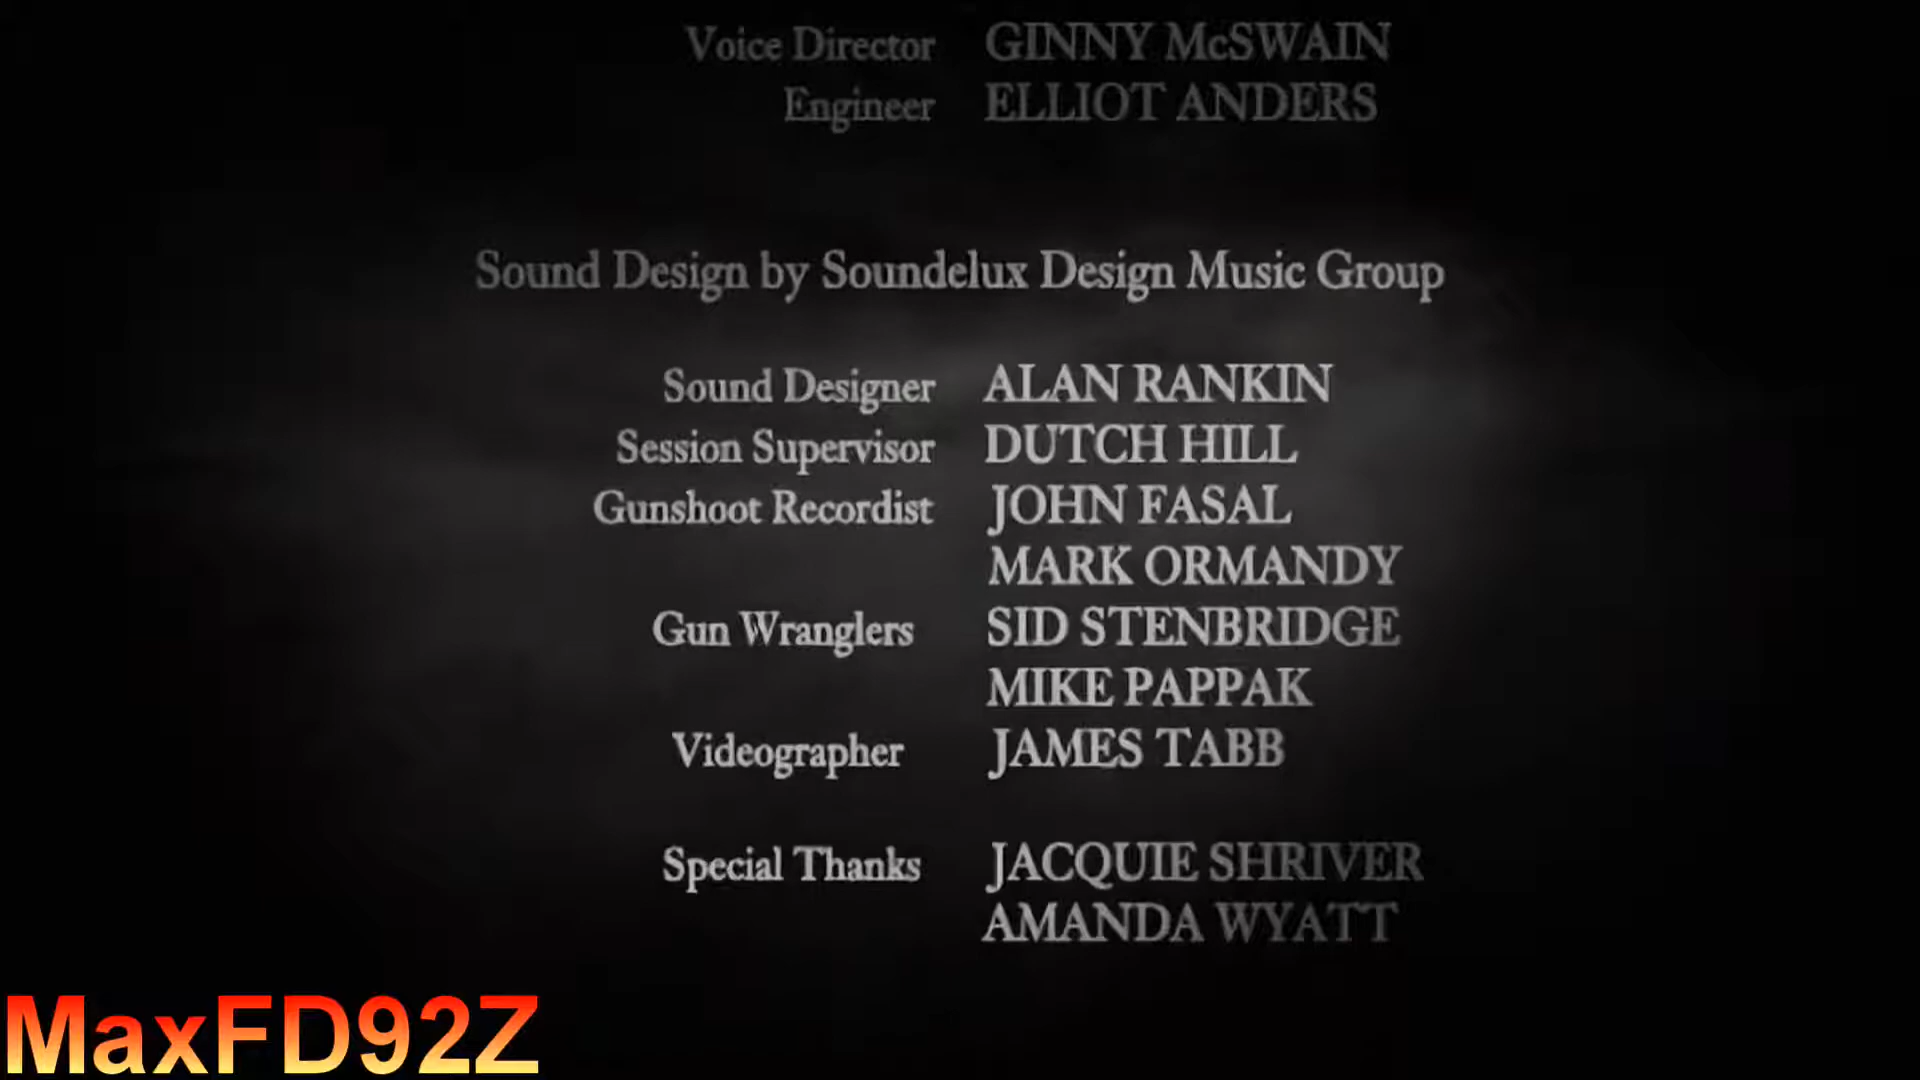 Voice Director GINNY McSWAIN
Engineer ELLIOT ANDERS
Sound Design by Soundelux Design Music Group
Sound Designer ALAN RANKIN
Session Supervisor DUTCH HILL
Gunshoot Recordist JOHN FASAL
MARK ORMANDY
Gun Wranglers SID STENBRIDGE
MIKE PAPPAK
Videographer JAMES TABB
Special Thanks JACQUIE SHRIVER
AMANDA WYATT
MaxFD92Z